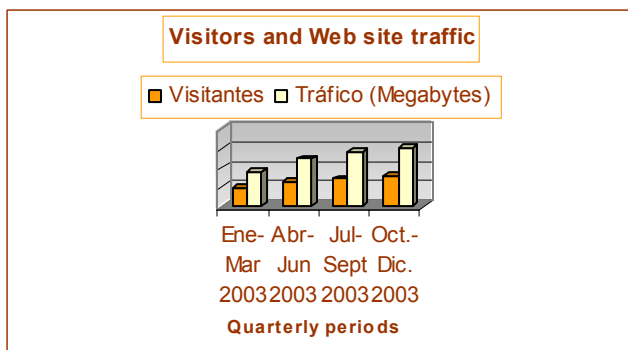 Visitors and Web site traffic
Visitantes Tráfico (Megabytes)
Ene- Abr- Jul- Oct.-
Mar Jun Sept Dic.
2003 2003 2003 2003
Quarterly periods